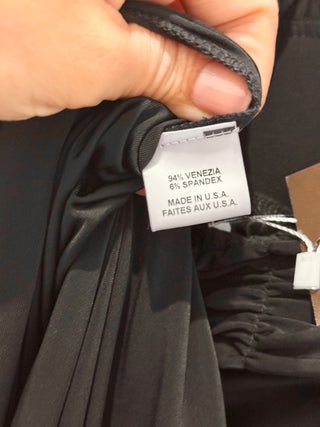 94% VENEZIA
6% SPANDEX
MADE IN U.S.A.
FAITES AUX U.S.A.